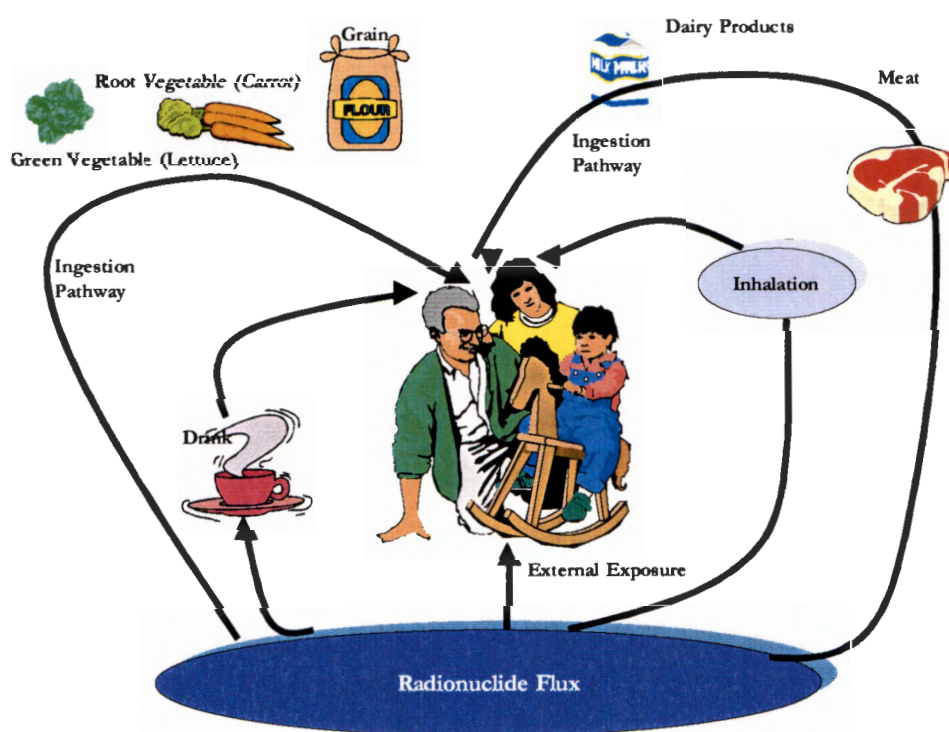 Grain
Dairy Products
Root Vegetable (Carrot)
Meat
MILK
FLOUR
Green Vegetable (Lettuce)
Ingestion
Pathway
Ingestion
Pathway
Inhalation
Drink
External Exposure
Radionuclide Flux